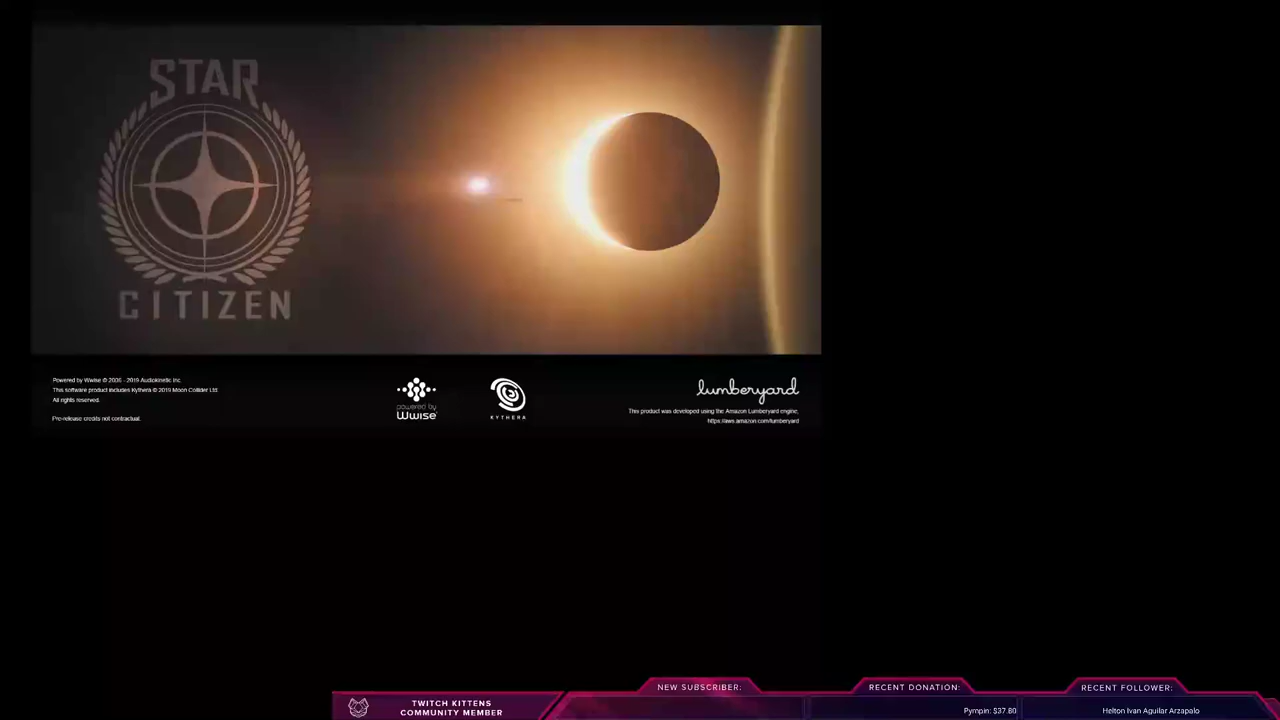 STAR
CITIZEN
Powered by Wwise © 2006 - 2019 Audiokinetic Inc.
This software product includes Kythera © 2019 Moon Collider Ltd.
All rights reserved.
Pre-release credits not contractual.
powered by
Wwise
KYTHERA
lumberyard
This product was developed using the Amazon Lumberyard engine,
https://aws.amazon.com/lumberyard
TWITCH KITTENS
COMMUNITY MEMBER
NEW SUBSCRIBER:
RECENT DONATION:
Pympin: $37.80
RECENT FOLLOWER:
Helton Ivan Aguilar Arzapalo